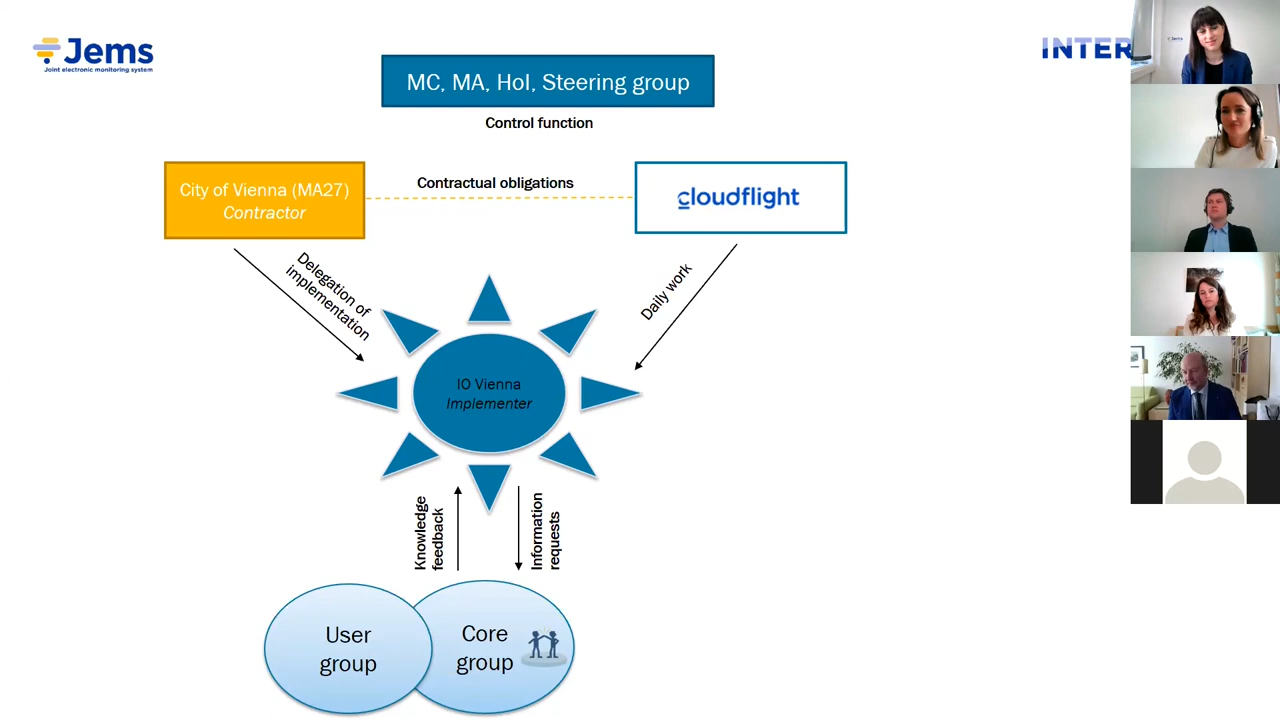 Jems
Joint electronic monitoring system
INTER
MC, MA, HoI, Steering group
Control function
City of Vienna (MA27)
Contractor
Contractual obligations
cloudflight
Delegation of
implementation
Daily work
IO Vienna
Implementer
Knowledge
feedback
Information
requests
User
group
Core
group